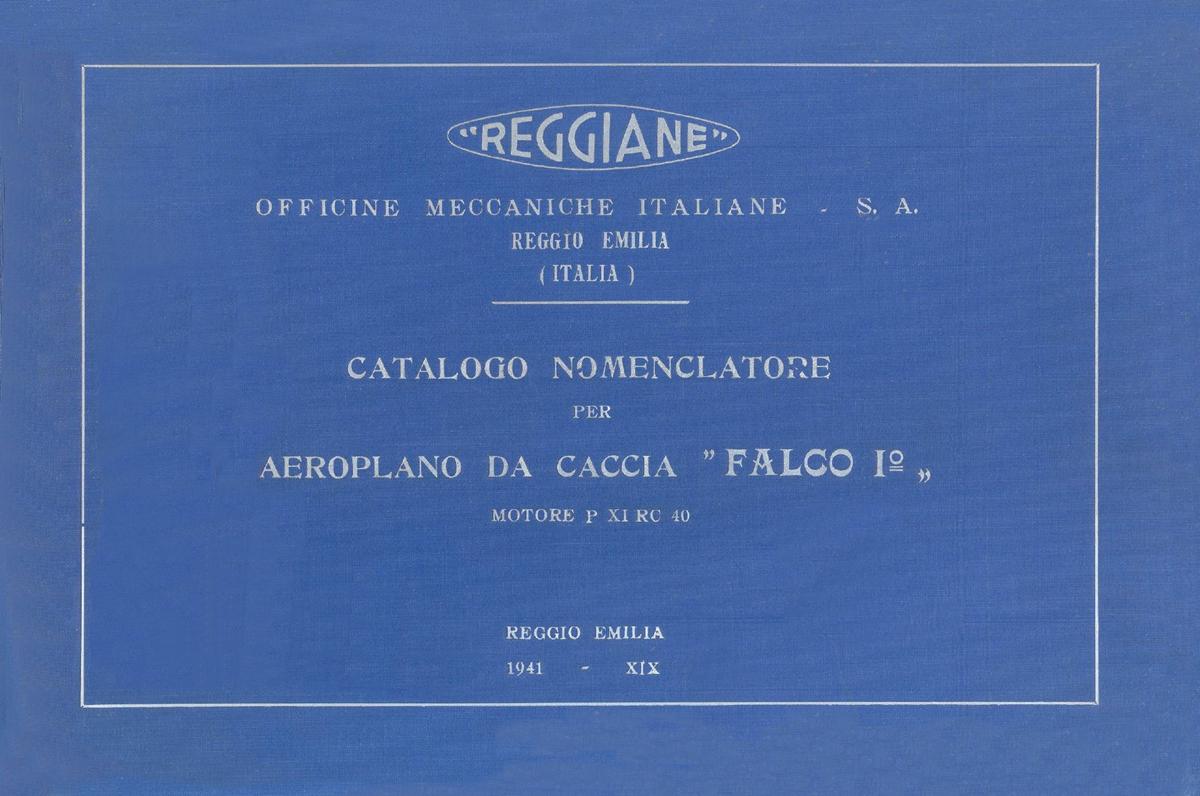 "REGGIANE"
OFFICINE MECCANICHE ITALIANE - S. A.
REGGIO EMILIA
( ITALIA )
CATALOGO NOMENCLATORE
PER
AEROPLANO DA CACCIA " FALCO Iº „
MOTORE P XI RC 40
REGGIO EMILIA
1941 - XIX